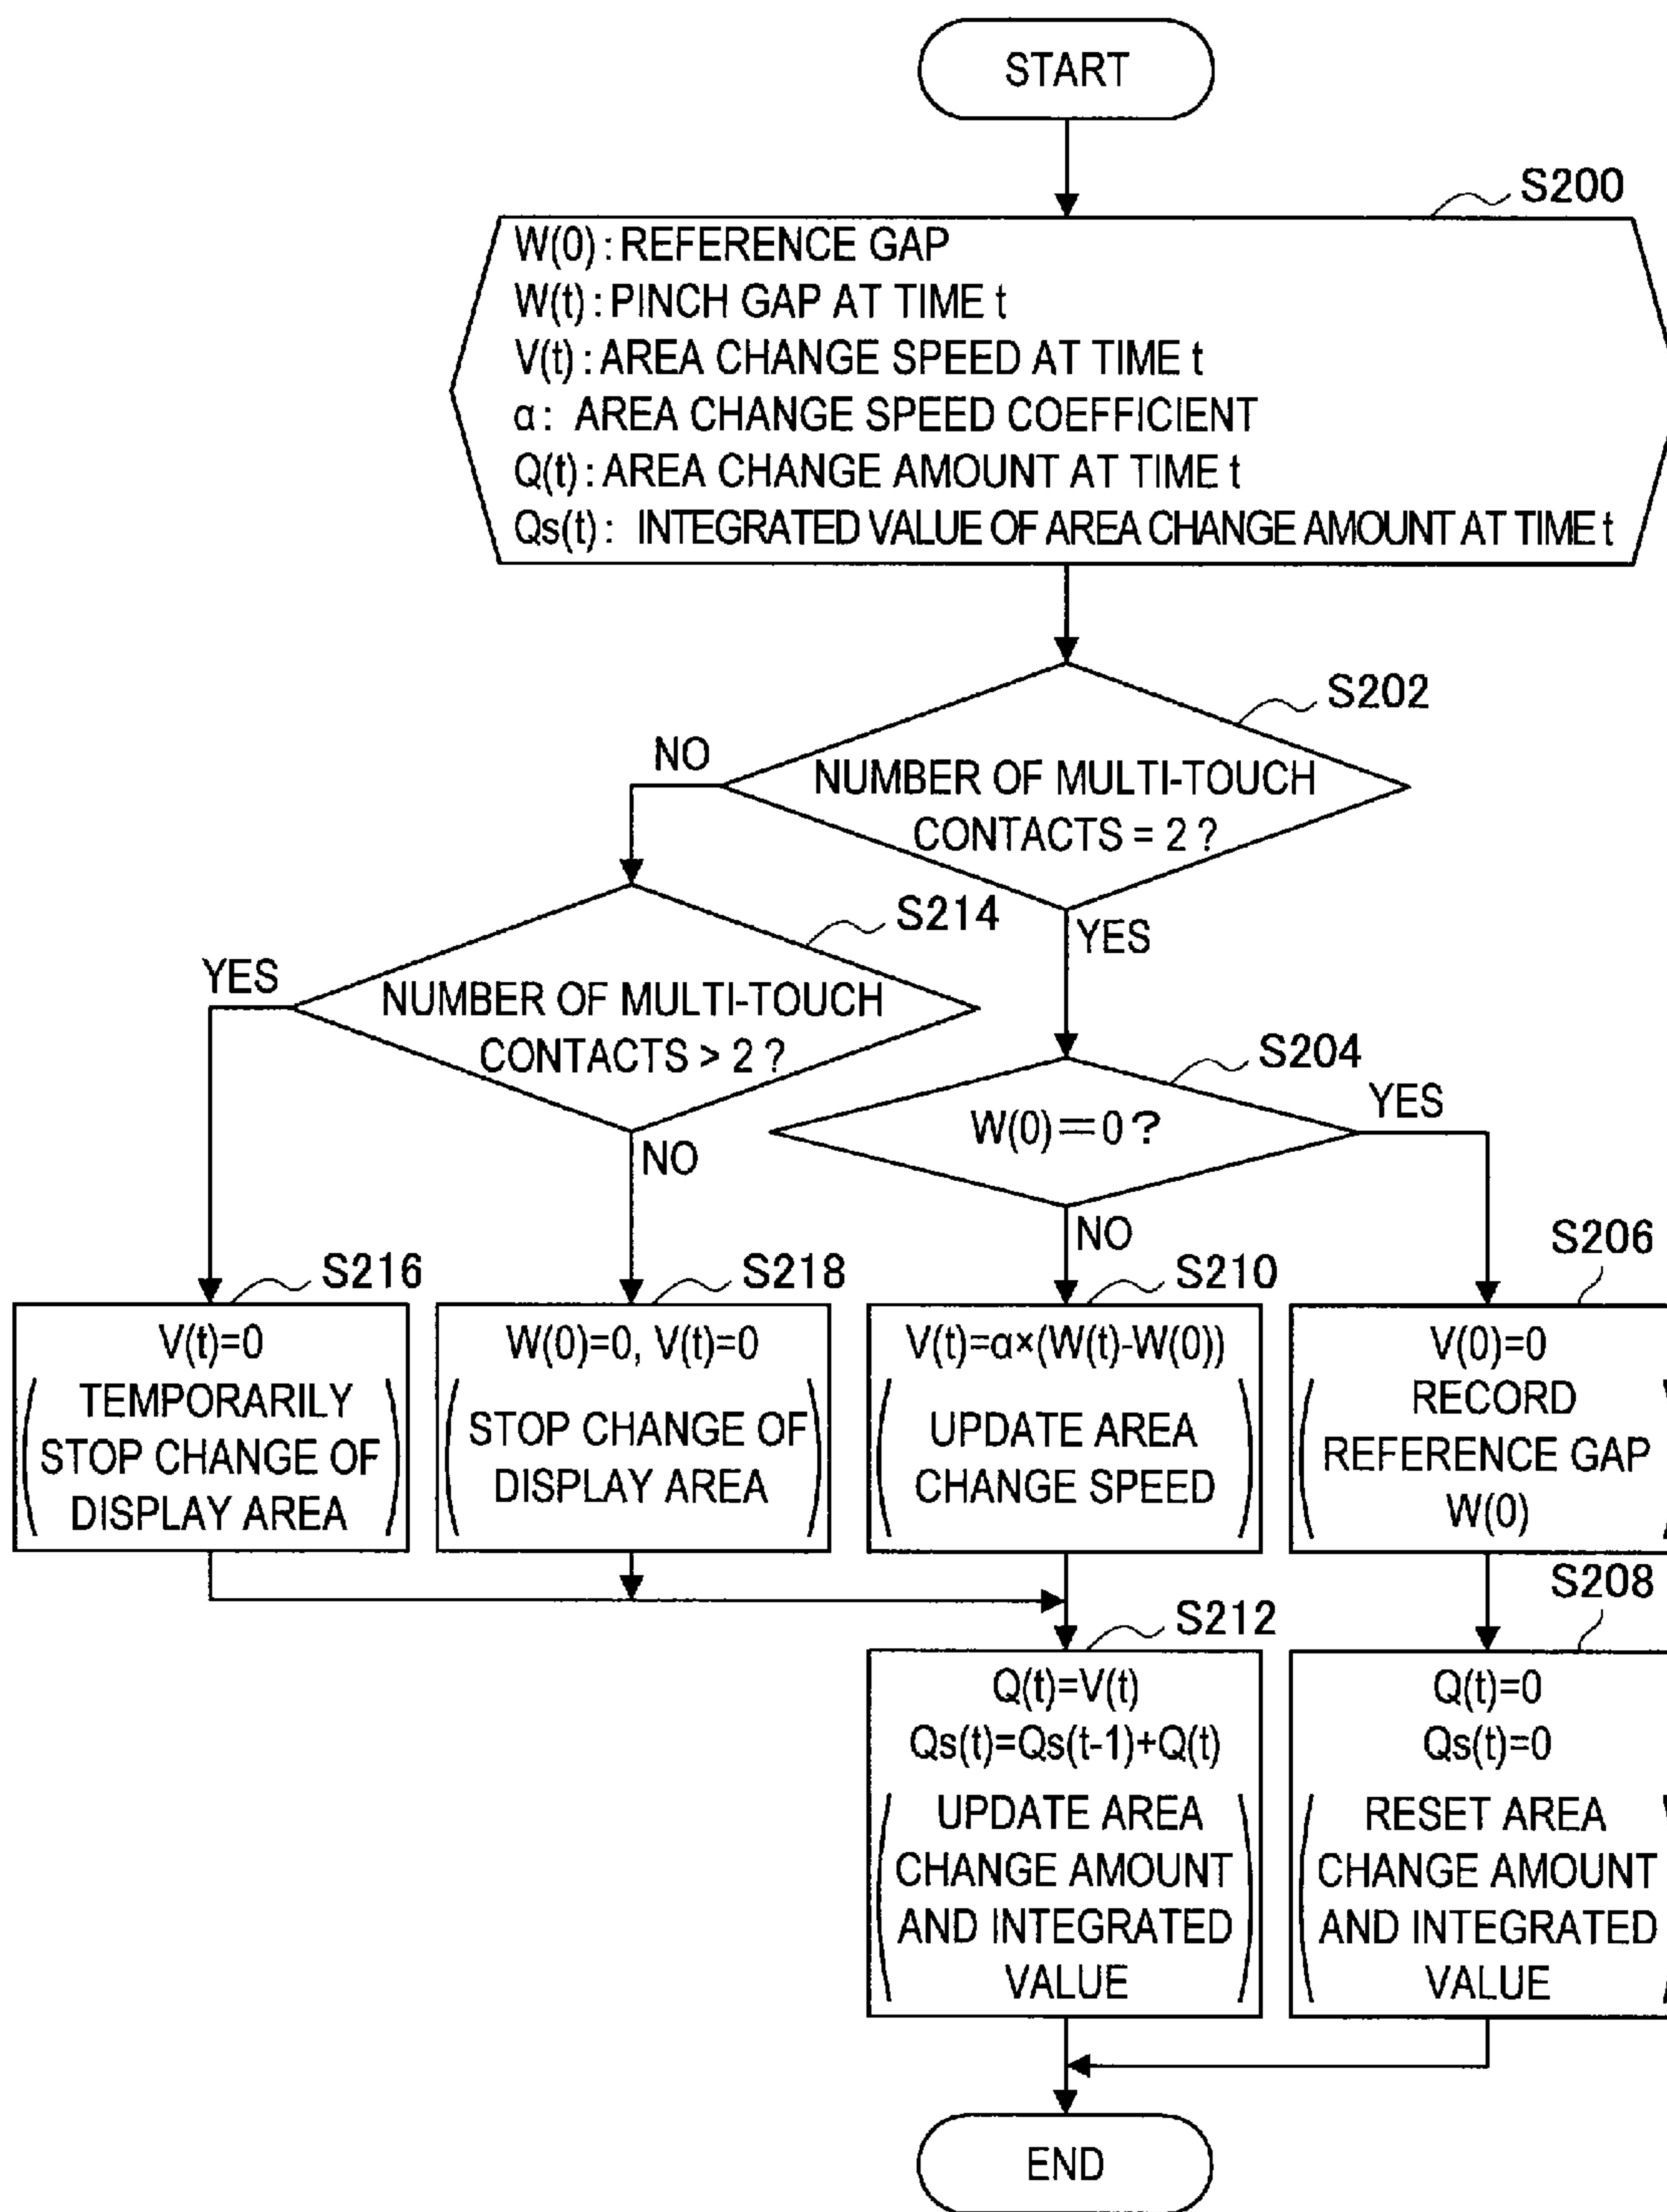 START
S200
W(0): REFERENCE GAP
W(t): PINCH GAP AT TIME t
V(t): AREA CHANGE SPEED AT TIME t
α: AREA CHANGE SPEED COEFFICIENT
Q(t): AREA CHANGE AMOUNT AT TIME t
Qs(t): INTEGRATED VALUE OF AREA CHANGE AMOUNT AT TIME t
S202
NUMBER OF MULTI-TOUCH
CONTACTS = 2 ?
NO
YES
S214
NUMBER OF MULTI-TOUCH
CONTACTS > 2 ?
YES
NO
S204
W(0)=0 ?
YES
NO
S216
V(t)=0
TEMPORARILY
STOP CHANGE OF
DISPLAY AREA
S218
W(0)=0, V(t)=0
STOP CHANGE OF
DISPLAY AREA
S210
V(t)=α×(W(t)-W(0))
UPDATE AREA
CHANGE SPEED
S206
V(0)=0
RECORD
REFERENCE GAP
W(0)
S212
Q(t)=V(t)
Qs(t)=Qs(t-1)+Q(t)
UPDATE AREA
CHANGE AMOUNT
AND INTEGRATED
VALUE
S208
Q(t)=0
Qs(t)=0
RESET AREA
CHANGE AMOUNT
AND INTEGRATED
VALUE
END